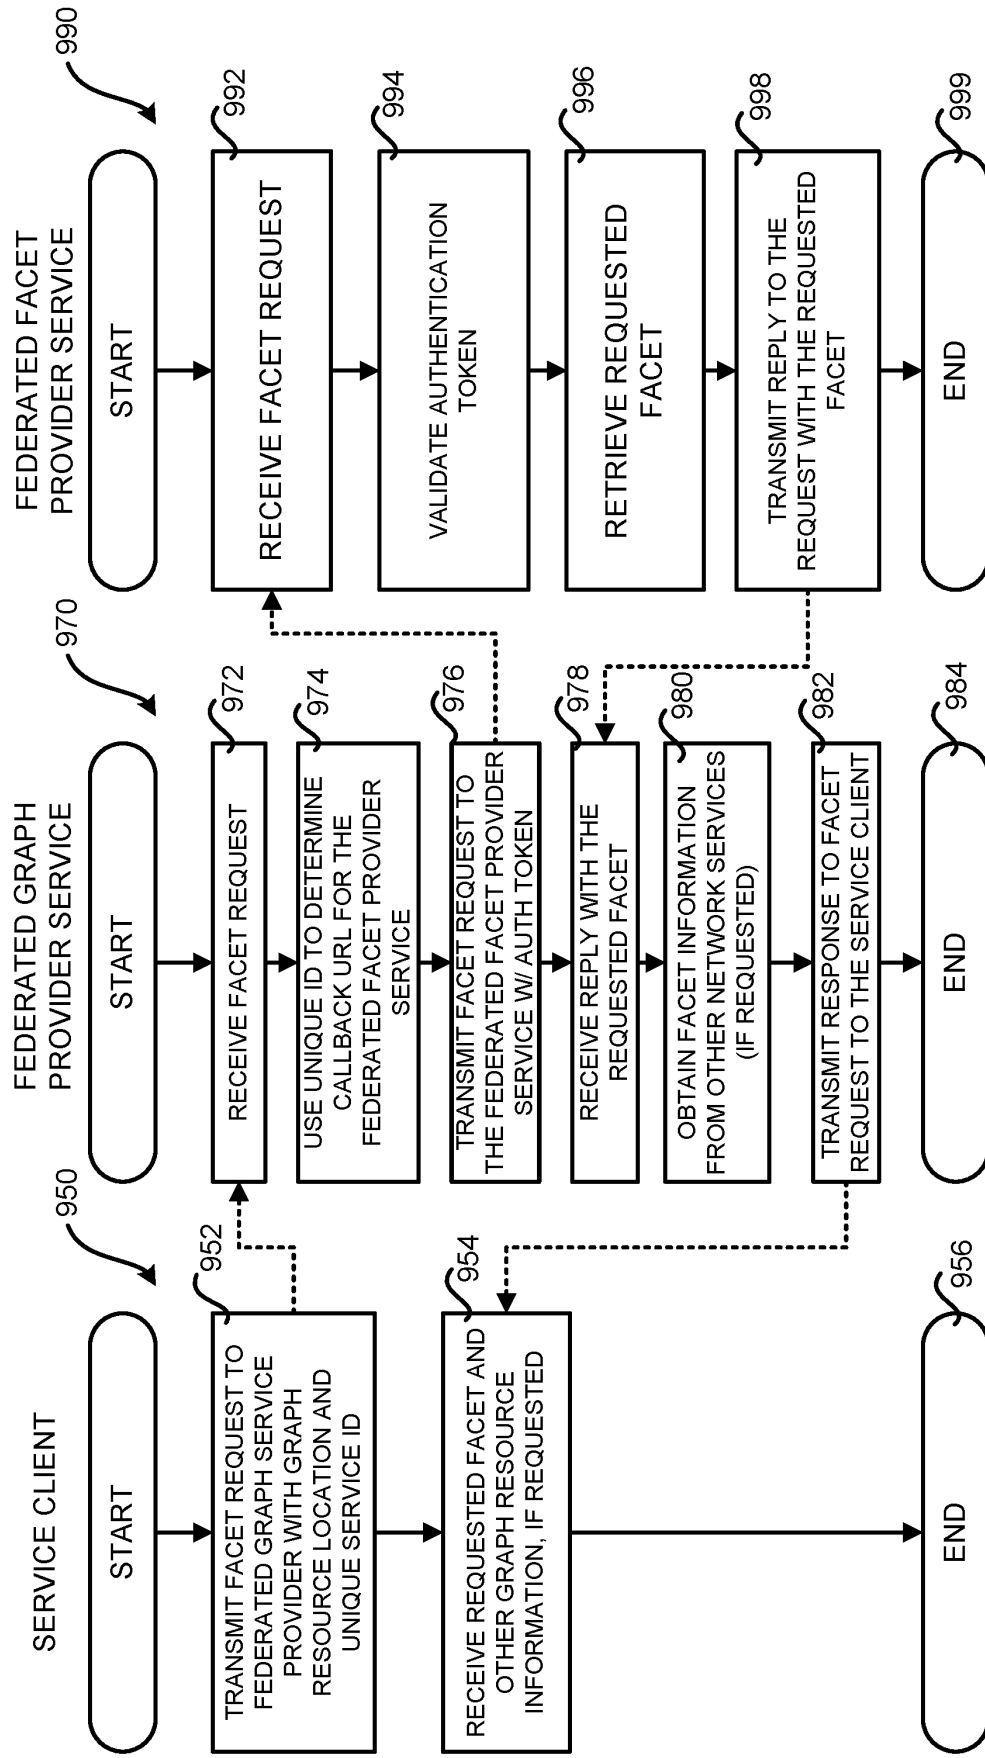 SERVICE CLIENT
950
START
TRANSMIT FACET REQUEST TO
FEDERATED GRAPH SERVICE
PROVIDER WITH GRAPH
RESOURCE LOCATION AND
UNIQUE SERVICE ID
952
RECEIVE REQUESTED FACET AND
OTHER GRAPH RESOURCE
INFORMATION, IF REQUESTED
954
END
956
FEDERATED GRAPH
PROVIDER SERVICE
970
START
RECEIVE FACET REQUEST
972
USE UNIQUE ID TO DETERMINE
CALLBACK URL FOR THE
FEDERATED FACET PROVIDER
SERVICE
974
TRANSMIT FACET REQUEST TO
THE FEDERATED FACET PROVIDER
SERVICE W/ AUTH TOKEN
976
RECEIVE REPLY WITH THE
REQUESTED FACET
978
OBTAIN FACET INFORMATION
FROM OTHER NETWORK SERVICES
(IF REQUESTED)
980
TRANSMIT RESPONSE TO FACET
REQUEST TO THE SERVICE CLIENT
982
END
984
FEDERATED FACET
PROVIDER SERVICE
990
START
RECEIVE FACET REQUEST
992
VALIDATE AUTHENTICATION
TOKEN
994
RETRIEVE REQUESTED
FACET
996
TRANSMIT REPLY TO THE
REQUEST WITH THE REQUESTED
FACET
998
END
999